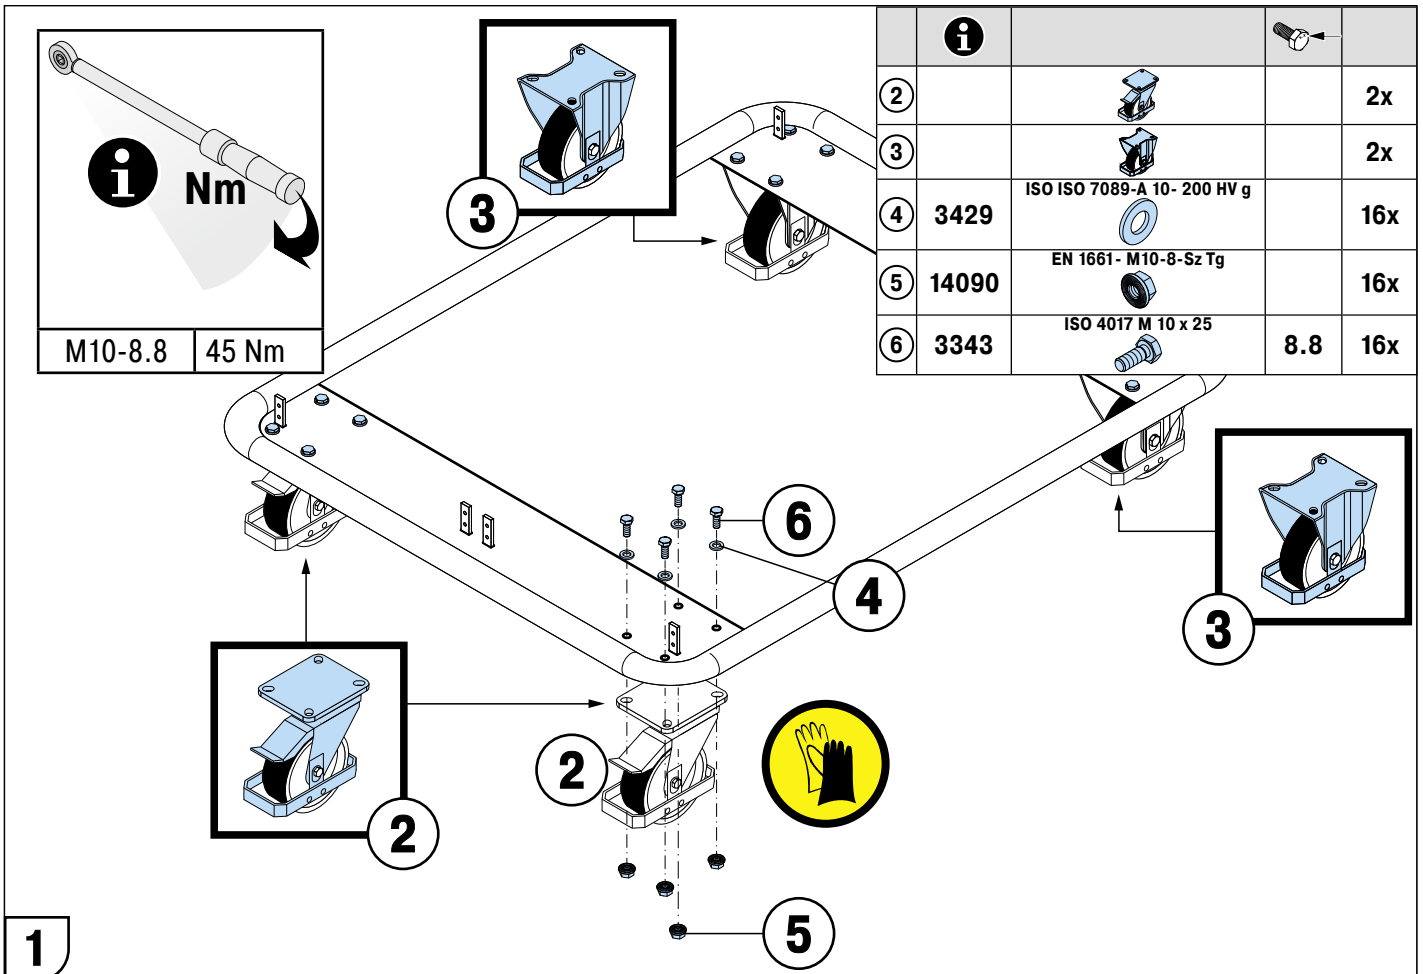 Nm
M10-8.8 45 Nm
3
2 2x
3 2x
ISO ISO 7089-A 10- 200 HV g
4 3429 16x
EN 1661- M10-8-Sz Tg
5 14090 16x
ISO 4017 M 10 x 25
6 3343 8.8 16x
6
4
3
2
2
5
1